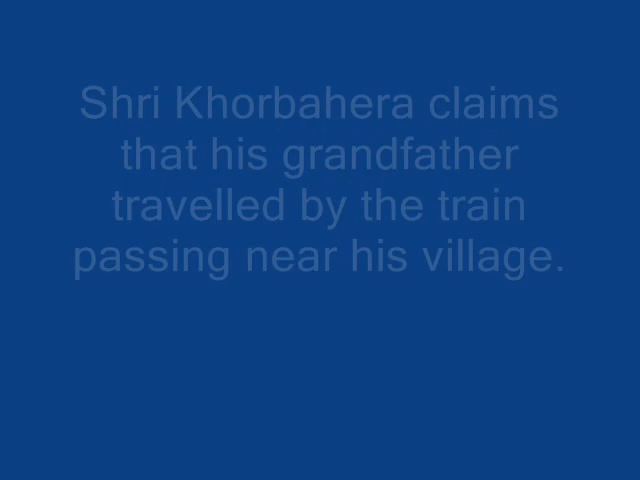 Shri Khorbahera claims
that his grandfather
travelled by the train
passing near his village.